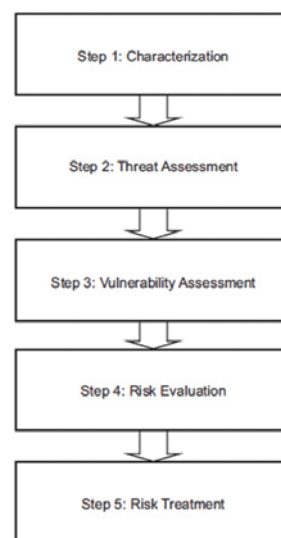 Step 1: Characterization
Step 2: Threat Assessment
Step 3: Vulnerability Assessment
Step 4: Risk Evaluation
Step 5: Risk Treatment